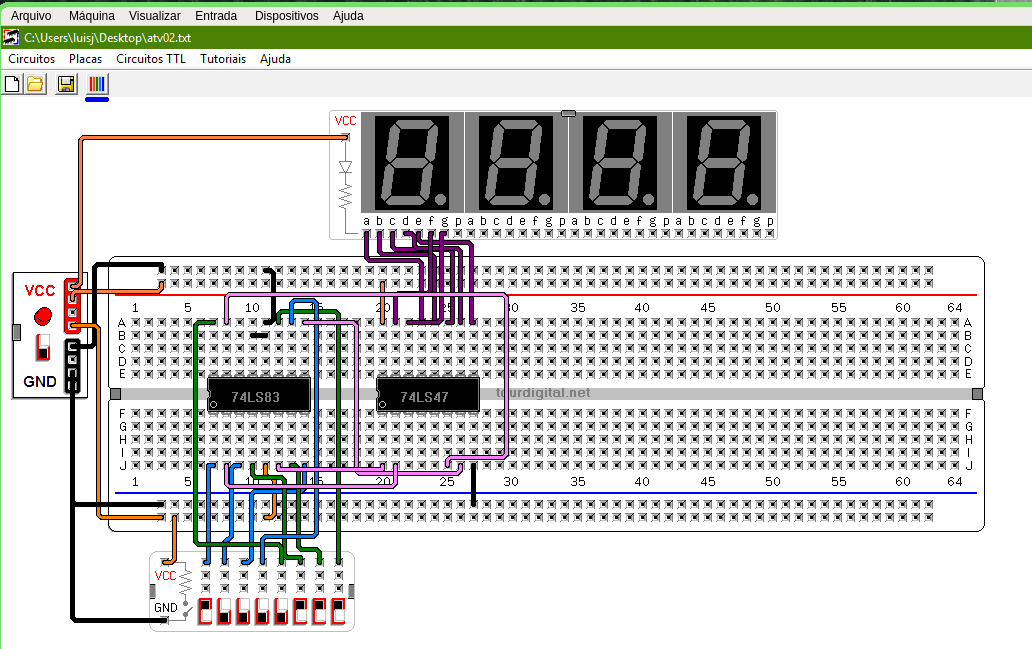 Arquivo Máquina Visualizar Entrada Dispositivos Ajuda
C:\Users\luisj\Desktop\atv02.txt
Circuitos Placas Circuitos TTL Tutoriais Ajuda
VCC
a b c d e f g p a b c d e f g p a b c d e f g p a b c d e f g p
VCC
GND
1 5 10 15 20 25 30 35 40 45 50 55 60 64
A A
B B
C C
D D
E E
74LS83 74LS47 tourdigital.net
F F
G G
H H
I I
J J
1 5 10 15 20 25 30 35 40 45 50 55 60 64
VCC
GND